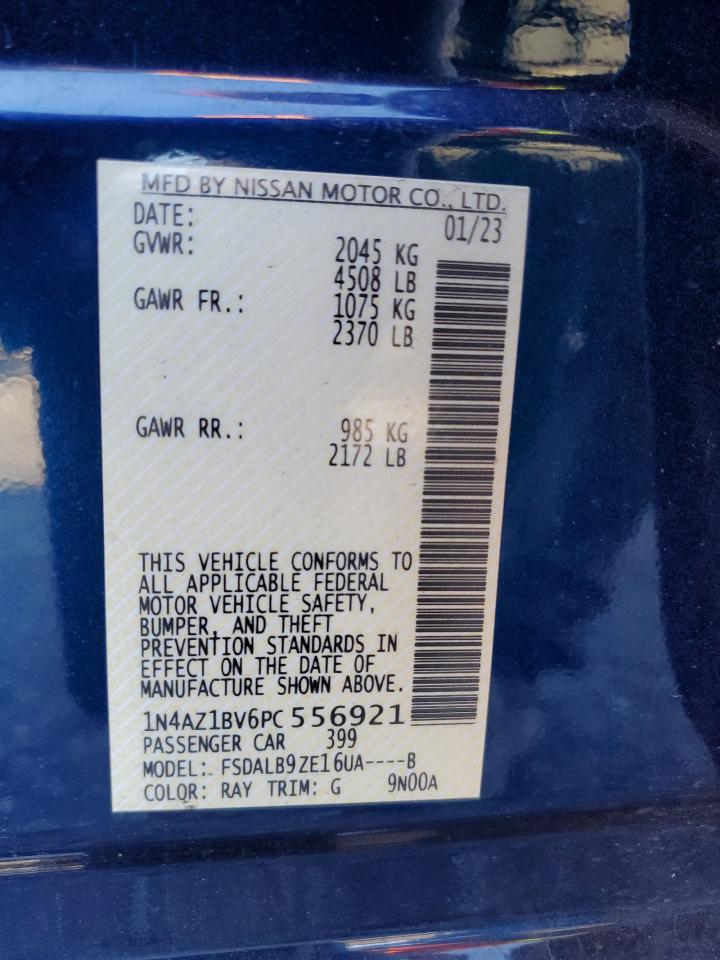 MFD BY NISSAN MOTOR CO., LTD.
DATE: 01/23
GVWR: 2045 KG
4508 LB
GAWR FR.: 1075 KG
2370 LB
GAWR RR.: 985 KG
2172 LB
THIS VEHICLE CONFORMS TO
ALL APPLICABLE FEDERAL
MOTOR VEHICLE SAFETY,
BUMPER, AND THEFT
PREVENTION STANDARDS IN
EFFECT ON THE DATE OF
MANUFACTURE SHOWN ABOVE.
1N4AZ1BV6PC556921
PASSENGER CAR 399
MODEL: FSDALB9ZE16UA----B
COLOR: RAY TRIM: G 9N00A